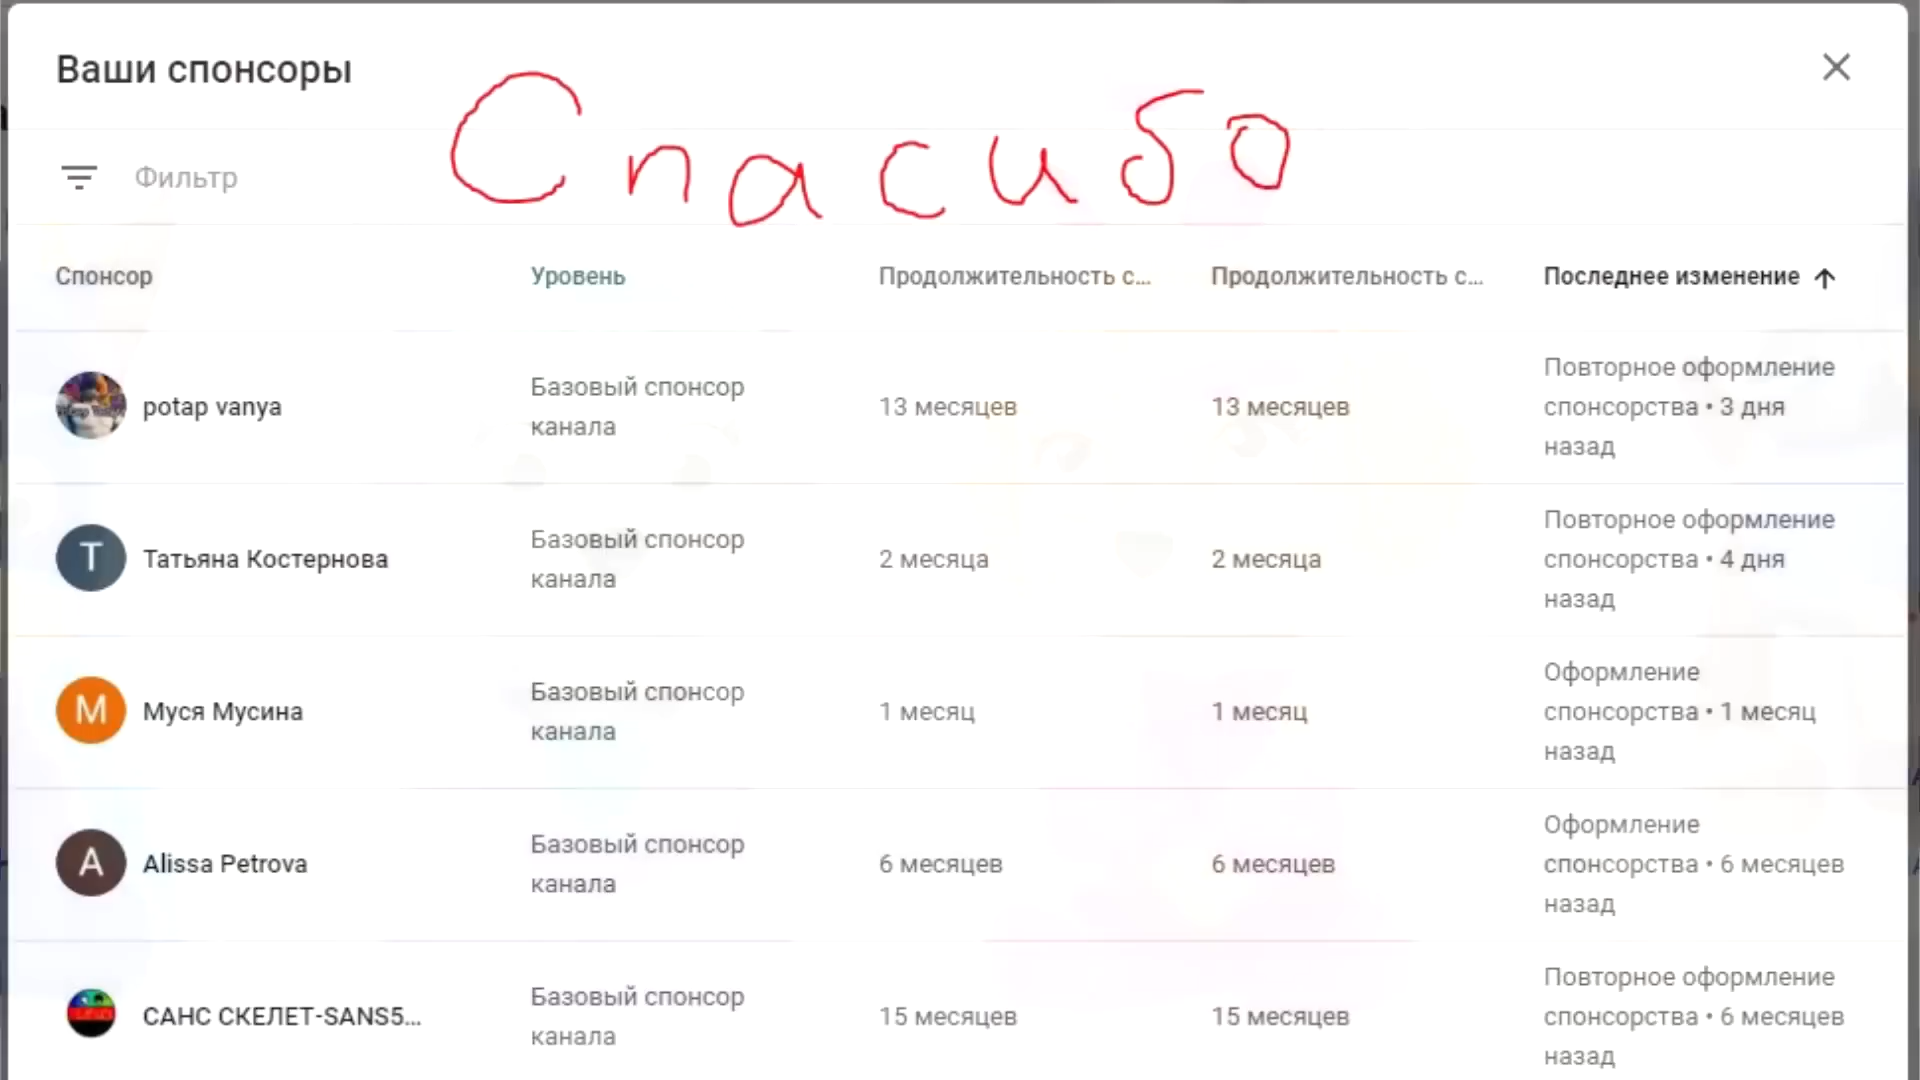 Ваши спонсоры
Спасибо
Фильтр
Спонсор Уровень Продолжительность с... Продолжительность с... Последнее изменение
potap vanya Базовый спонсор канала 13 месяцев 13 месяцев Повторное оформление спонсорства • 3 дня назад
Т Татьяна Костернова Базовый спонсор канала 2 месяца 2 месяца Повторное оформление спонсорства • 4 дня назад
М Муся Мусина Базовый спонсор канала 1 месяц 1 месяц Оформление спонсорства • 1 месяц назад
A Alissa Petrova Базовый спонсор канала 6 месяцев 6 месяцев Оформление спонсорства • 6 месяцев назад
САНС СКЕЛЕТ-SANS5... Базовый спонсор канала 15 месяцев 15 месяцев Повторное оформление спонсорства • 6 месяцев назад